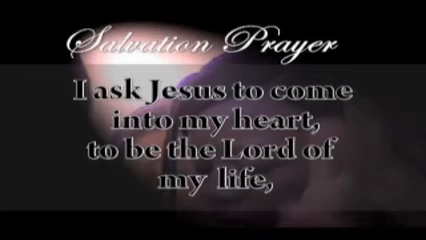 Salvation Prayer
I ask Jesus to come
into my heart,
to be the Lord of
my life,